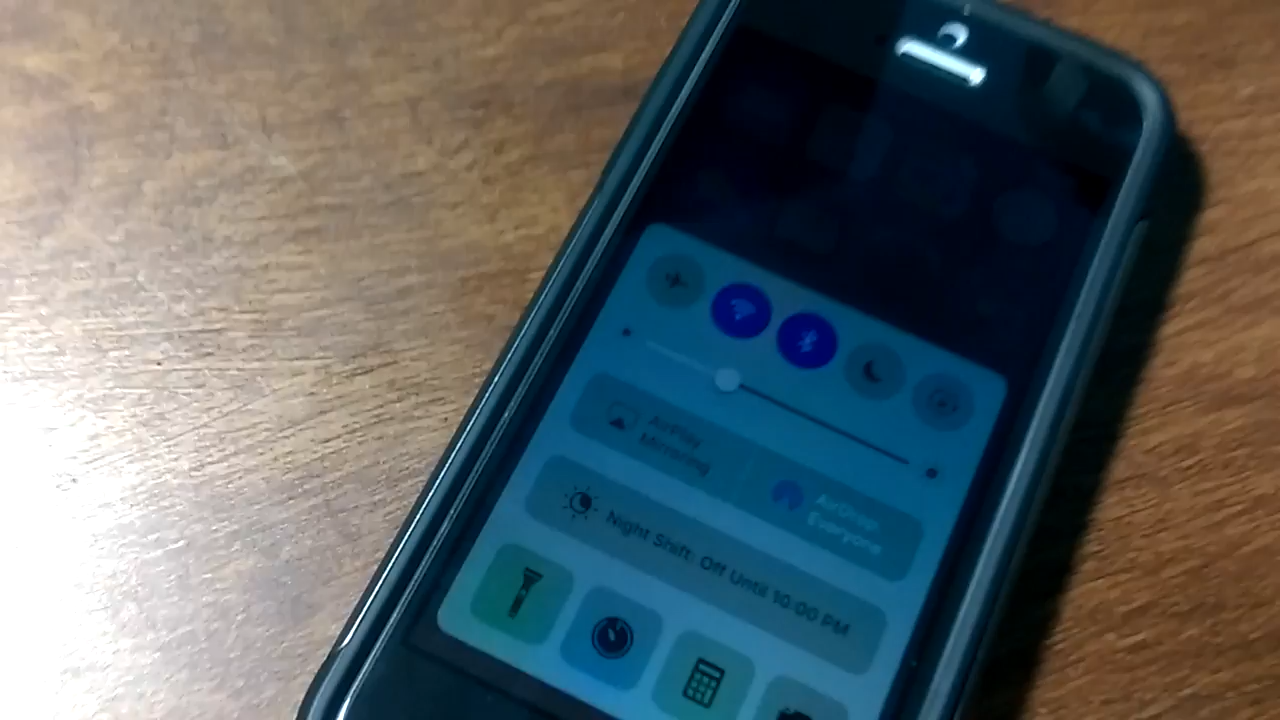 AirPlay
Mirroring
AirDrop:
Everyone
Night Shift: Off Until 10:00 PM